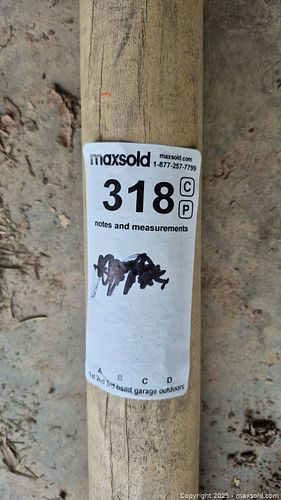 maxsold maxsold.com
1-877-257-7799
318 C
P
notes and measurements
A B C D
1st 2nd 3rd bsmt garage outdoors
Copyright 2025 - maxsold.com